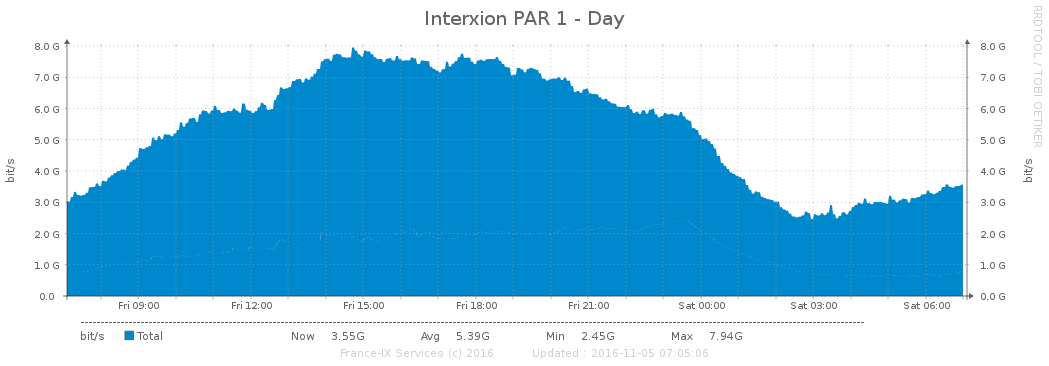 Interxion PAR 1 - Day
RRDTOOL / TOBI OETIKER
bit/s
8.0 G
7.0 G
6.0 G
5.0 G
4.0 G
3.0 G
2.0 G
1.0 G
0.0
8.0 G
7.0 G
6.0 G
5.0 G
4.0 G
3.0 G
2.0 G
1.0 G
0.0 G
bit/s
Fri 09:00 Fri 12:00 Fri 15:00 Fri 18:00 Fri 21:00 Sat 00:00 Sat 03:00 Sat 06:00
bit/s Total Now 3.55G Avg 5.39G Min 2.45G Max 7.94G
France-IX Services (c) 2016 Updated : 2016-11-05 07:05:06